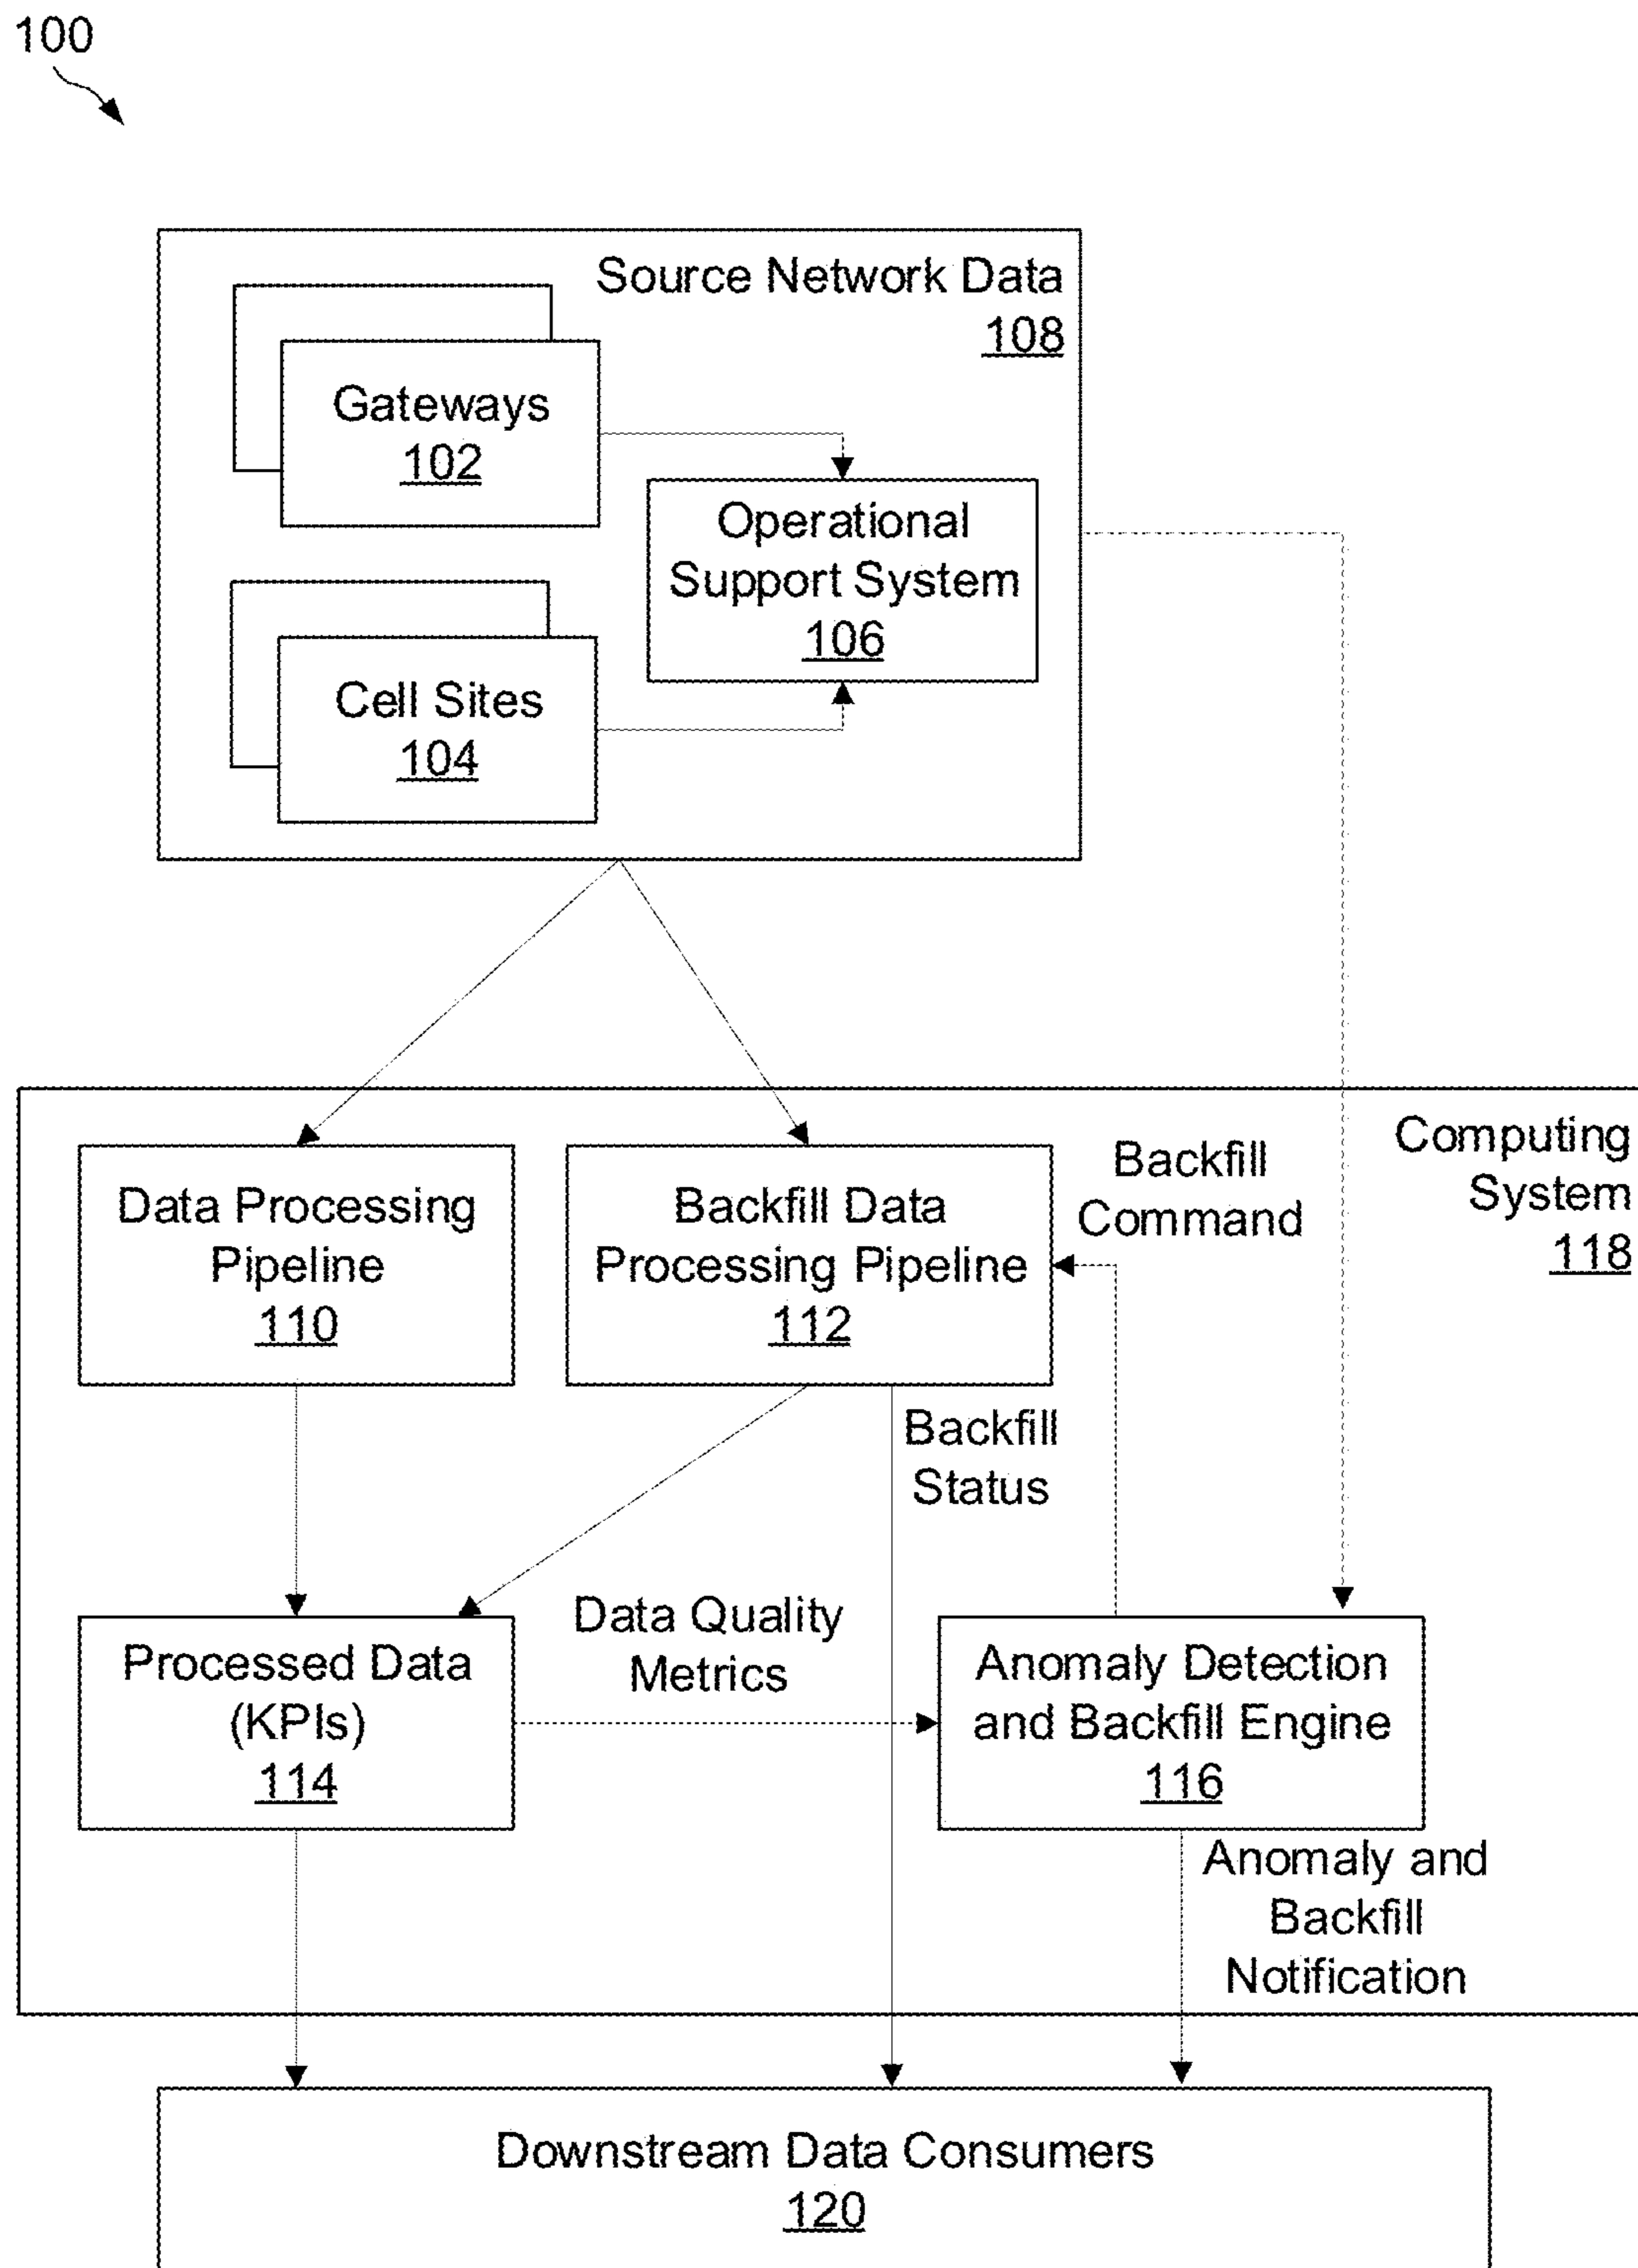 100
Source Network Data
108
Gateways
102
Operational
Support System
106
Cell Sites
104
Computing
System
118
Data Processing
Pipeline
110
Backfill Data
Processing Pipeline
112
Backfill
Command
Backfill
Status
Processed Data
(KPIs)
114
Data Quality
Metrics
Anomaly Detection
and Backfill Engine
116
Anomaly and
Backfill
Notification
Downstream Data Consumers
120